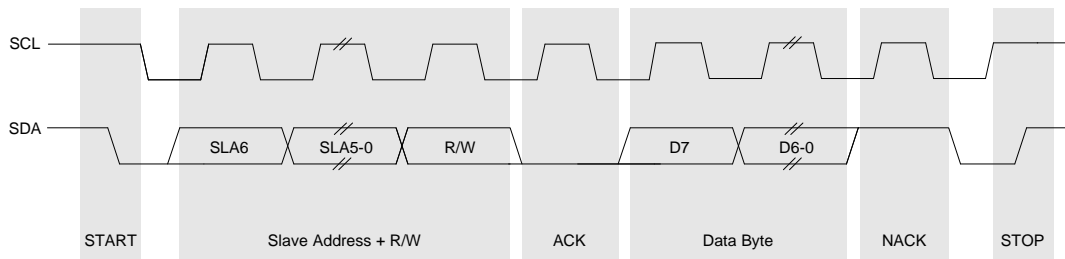 SCL
SDA
SLA6 SLA5-0 R/W D7 D6-0
START Slave Address + R/W ACK Data Byte NACK STOP